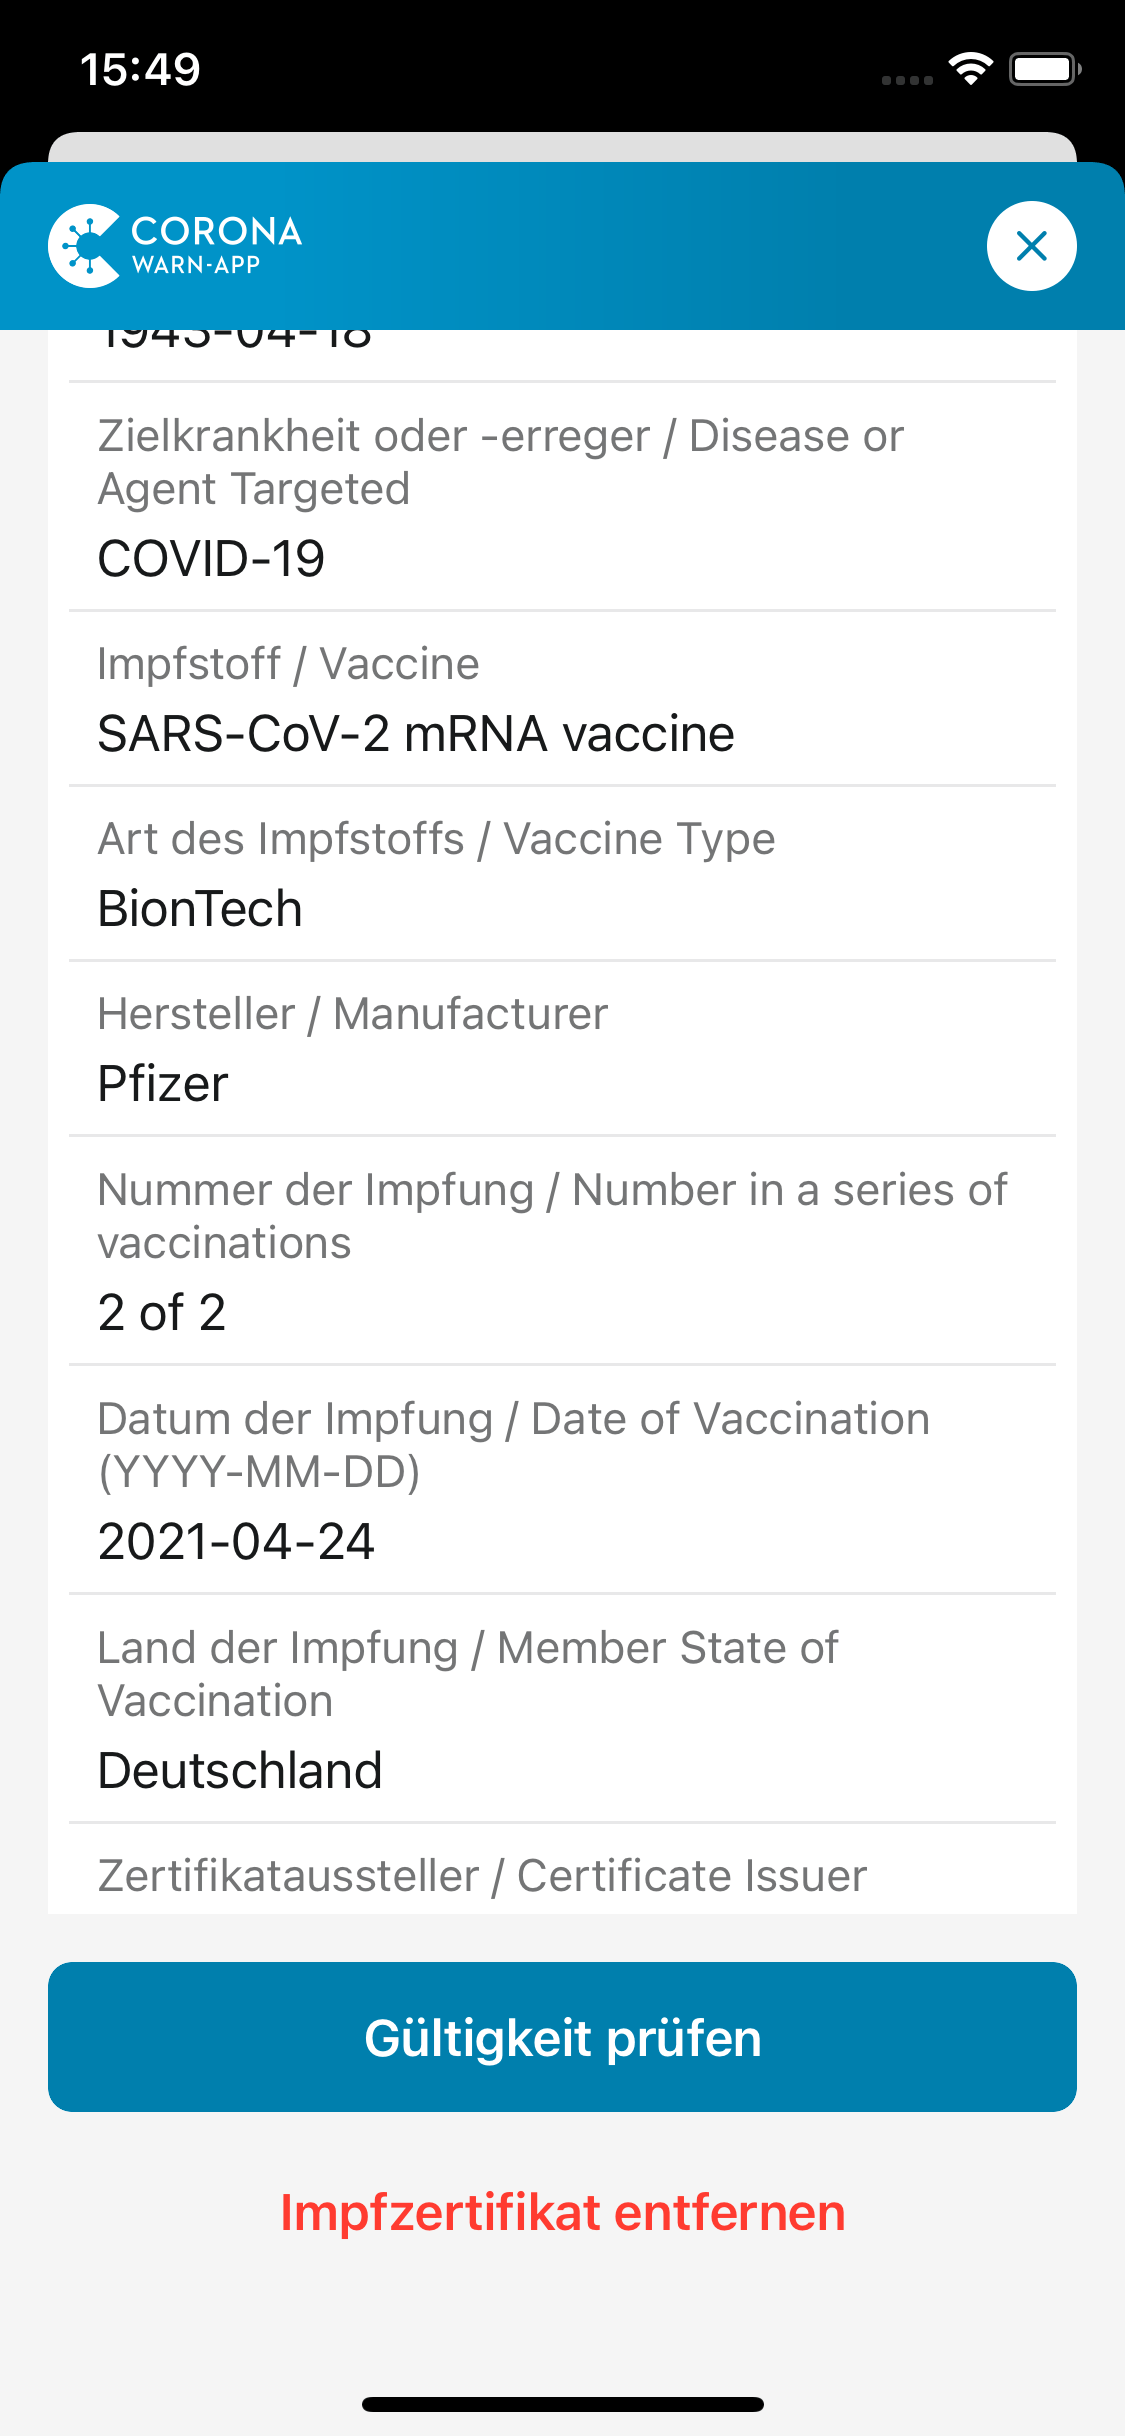 15:49
CORONA
WARN-APP
1943-04-18
Zielkrankheit oder -erreger / Disease or
Agent Targeted
COVID-19
Impfstoff / Vaccine
SARS-CoV-2 mRNA vaccine
Art des Impfstoffs / Vaccine Type
BionTech
Hersteller / Manufacturer
Pfizer
Nummer der Impfung / Number in a series of
vaccinations
2 of 2
Datum der Impfung / Date of Vaccination
(YYYY-MM-DD)
2021-04-24
Land der Impfung / Member State of
Vaccination
Deutschland
Zertifikataussteller / Certificate Issuer
Gültigkeit prüfen
Impfzertifikat entfernen